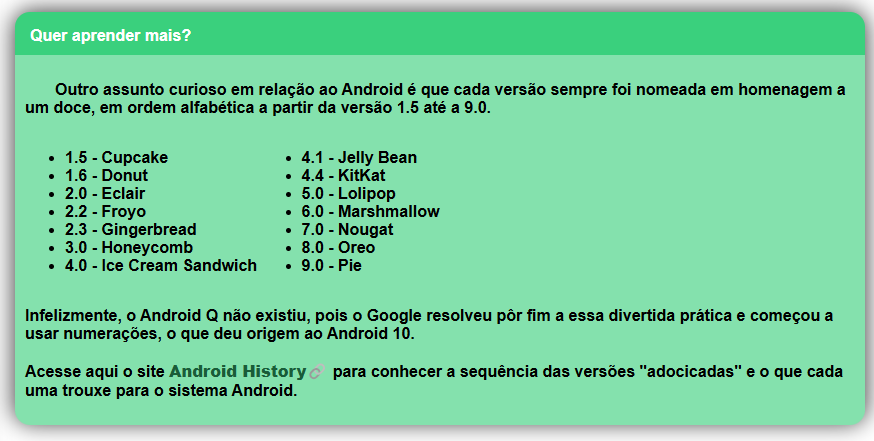 Quer aprender mais?
Outro assunto curioso em relação ao Android é que cada versão sempre foi nomeada em homenagem a
um doce, em ordem alfabética a partir da versão 1.5 até a 9.0.
1.5 - Cupcake
1.6 - Donut
2.0 - Eclair
2.2 - Froyo
2.3 - Gingerbread
3.0 - Honeycomb
4.0 - Ice Cream Sandwich
4.1 - Jelly Bean
4.4 - KitKat
5.0 - Lolipop
6.0 - Marshmallow
7.0 - Nougat
8.0 - Oreo
9.0 - Pie
Infelizmente, o Android Q não existiu, pois o Google resolveu pôr fim a essa divertida prática e começou a
usar numerações, o que deu origem ao Android 10.
Acesse aqui o site Android History para conhecer a sequência das versões "adocicadas" e o que cada
uma trouxe para o sistema Android.